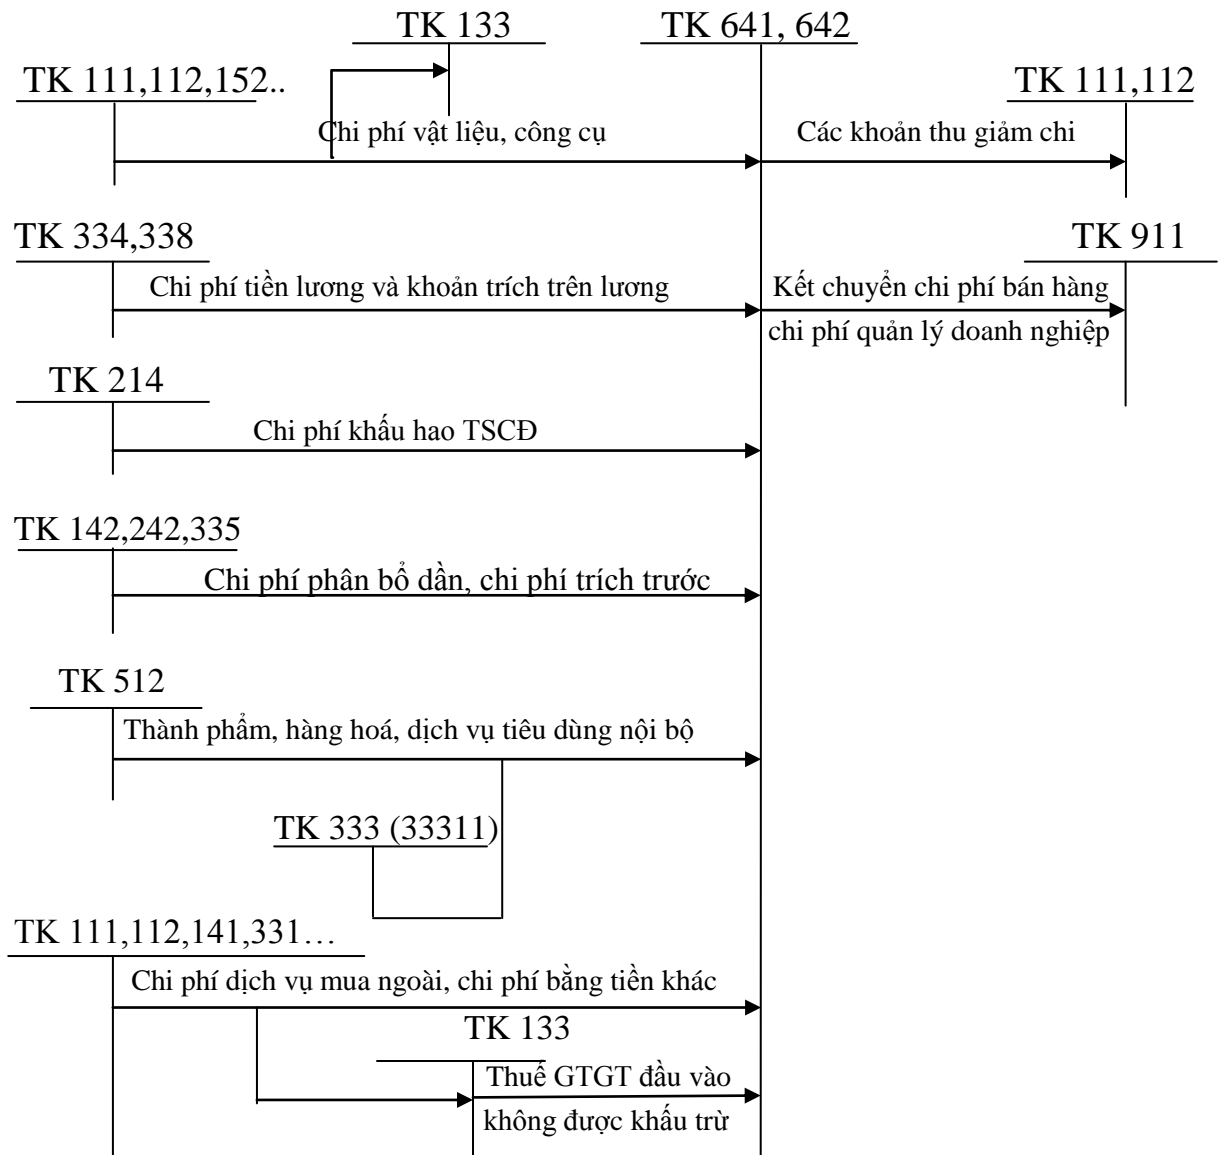 TK 133
TK 641, 642
TK 111,112,152..
TK 111,112
Chi phí vật liệu, công cụ
Các khoản thu giảm chi
TK 334,338
TK 911
Chi phí tiền lương và khoản trích trên lương
Kết chuyển chi phí bán hàng
chi phí quản lý doanh nghiệp
TK 214
Chi phí khấu hao TSCĐ
TK 142,242,335
Chi phí phân bổ dần, chi phí trích trước
TK 512
Thành phẩm, hàng hoá, dịch vụ tiêu dùng nội bộ
TK 333 (33311)
TK 111,112,141,331…
Chi phí dịch vụ mua ngoài, chi phí bằng tiền khác
TK 133
Thuế GTGT đầu vào
không được khấu trừ